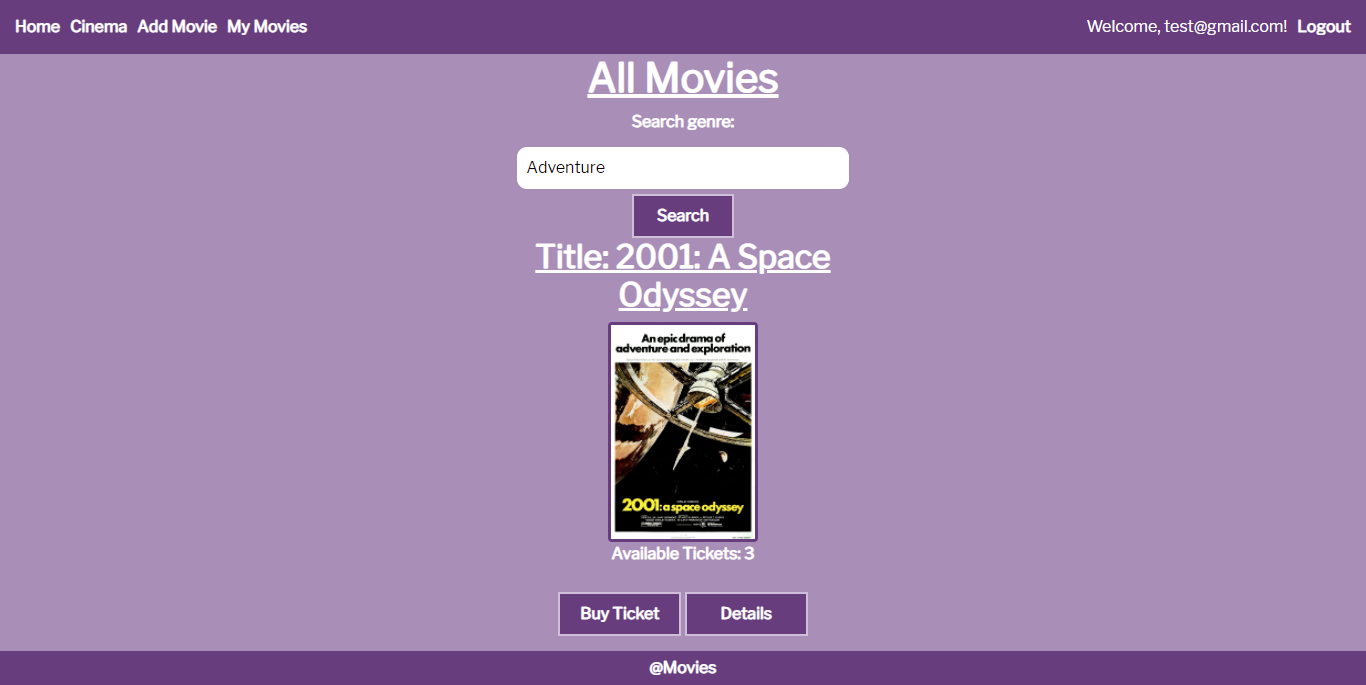 Home Cinema Add Movie My Movies Welcome, test@gmail.com! Logout
All Movies
Search genre:
Adventure
Search
Title: 2001: A Space
Odyssey
An epic drama of
adventure and exploration
2001: a space odyssey
Available Tickets: 3
Buy Ticket Details
@Movies